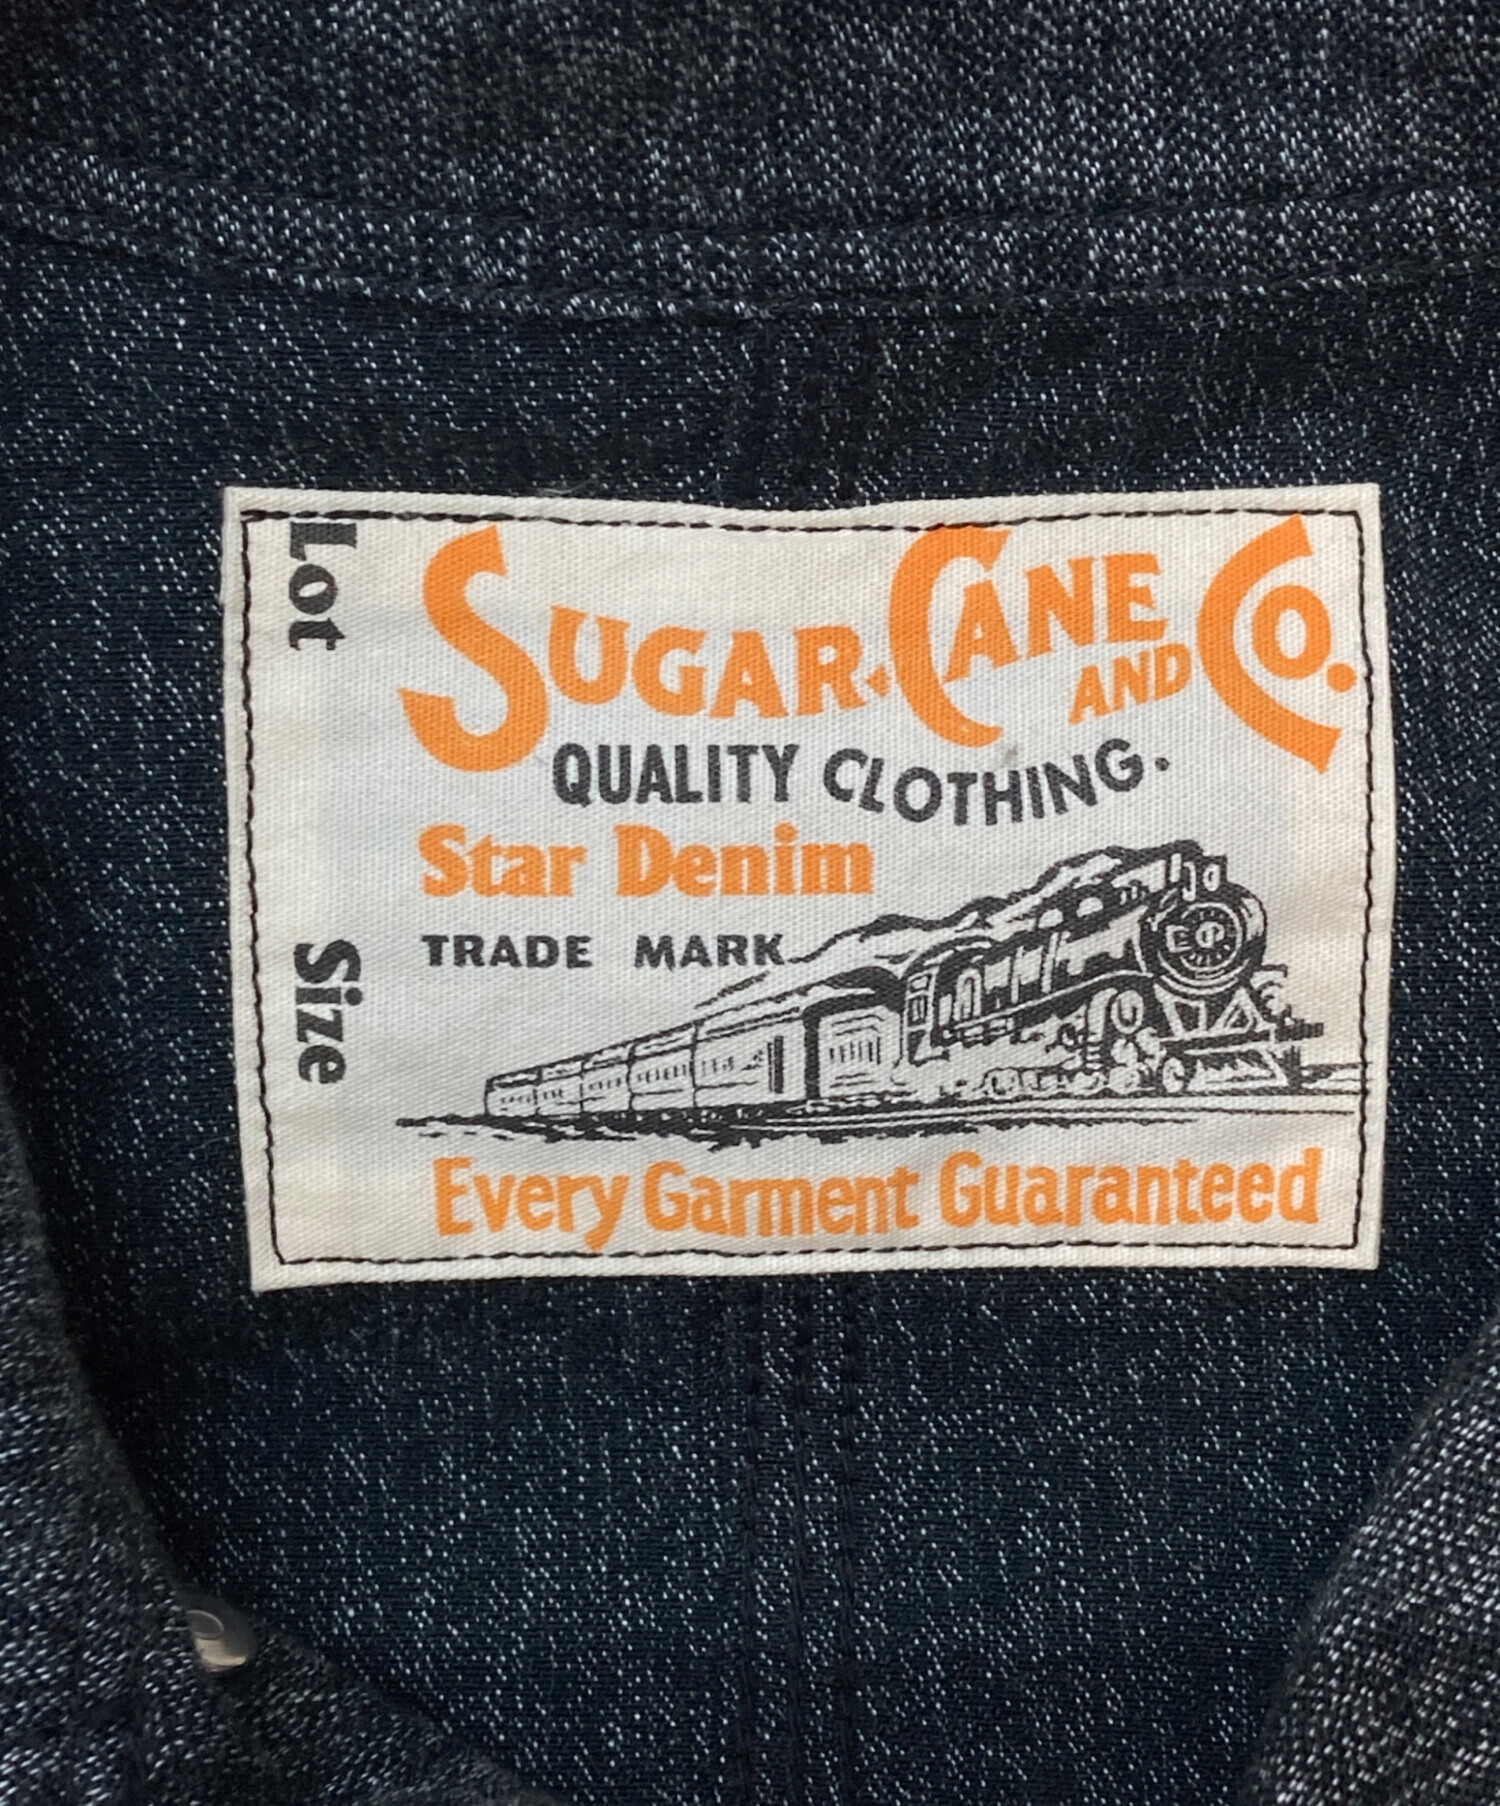 Lot
Size
SUGAR CANE AND CO.
QUALITY CLOTHING.
Star Denim
TRADE MARK
Every Garment Guaranteed